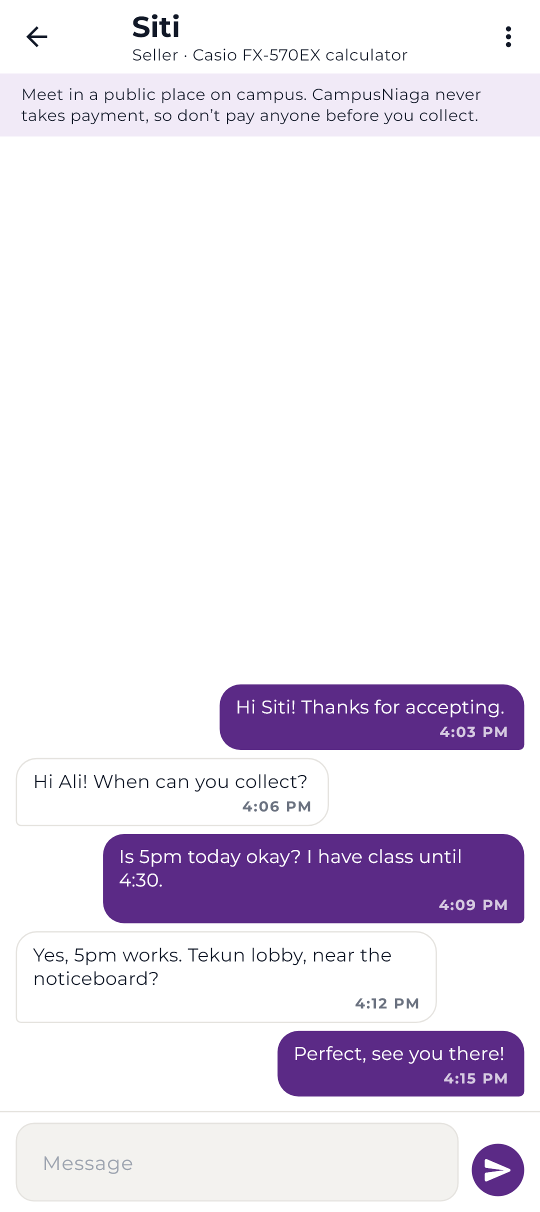 Siti
Seller · Casio FX-570EX calculator
Meet in a public place on campus. CampusNiaga never
takes payment, so don’t pay anyone before you collect.
Hi Siti! Thanks for accepting.
4:03 PM
Hi Ali! When can you collect?
4:06 PM
Is 5pm today okay? I have class until
4:30.
4:09 PM
Yes, 5pm works. Tekun lobby, near the
noticeboard?
4:12 PM
Perfect, see you there!
4:15 PM
Message